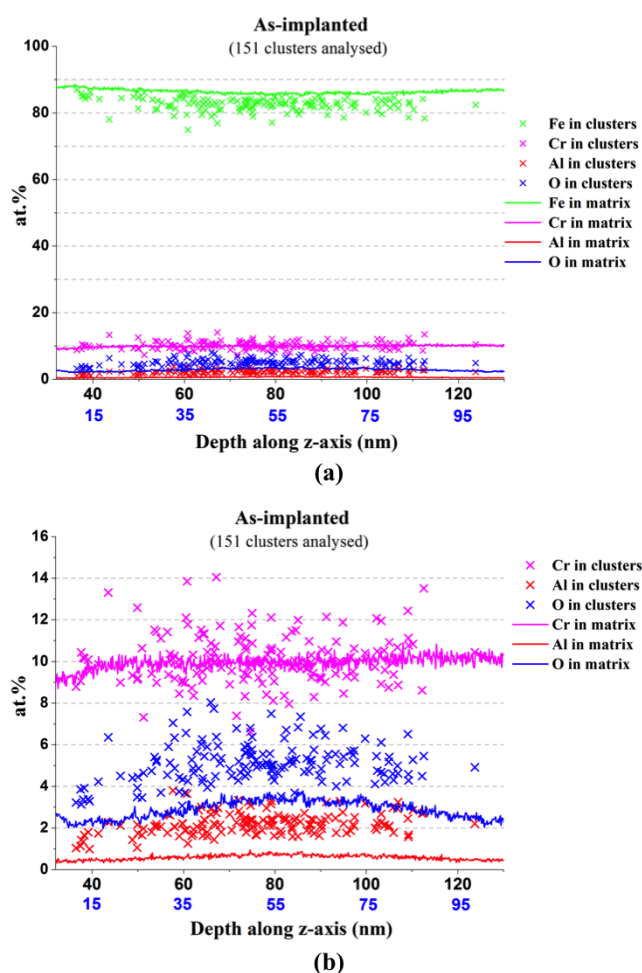 As-implanted
(151 clusters analysed)
100
80
60
40
20
0
at.%
40 60 80 100 120
15 35 55 75 95
Depth along z-axis (nm)
Fe in clusters
Cr in clusters
Al in clusters
O in clusters
Fe in matrix
Cr in matrix
Al in matrix
O in matrix
(a)
As-implanted
(151 clusters analysed)
16
14
12
10
8
6
4
2
0
at.%
40 60 80 100 120
15 35 55 75 95
Depth along z-axis (nm)
Cr in clusters
Al in clusters
O in clusters
Cr in matrix
Al in matrix
O in matrix
(b)